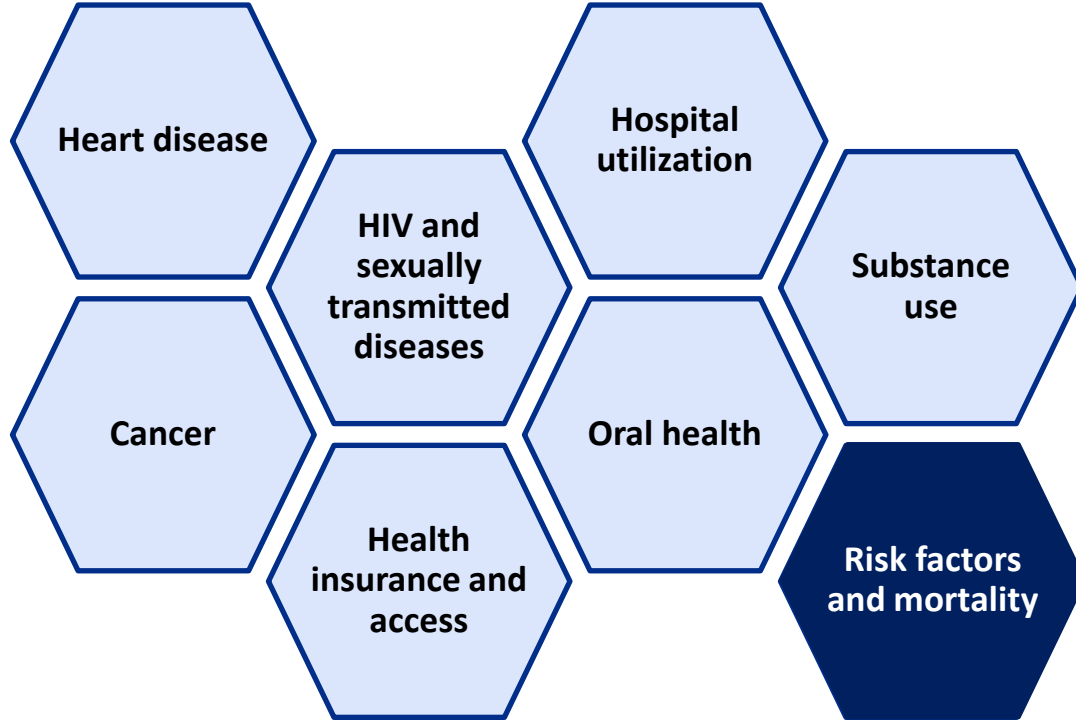 Heart disease
Hospital
utilization
HIV and
sexually
transmitted
diseases
Substance
use
Cancer
Oral health
Health
insurance and
access
Risk factors
and mortality